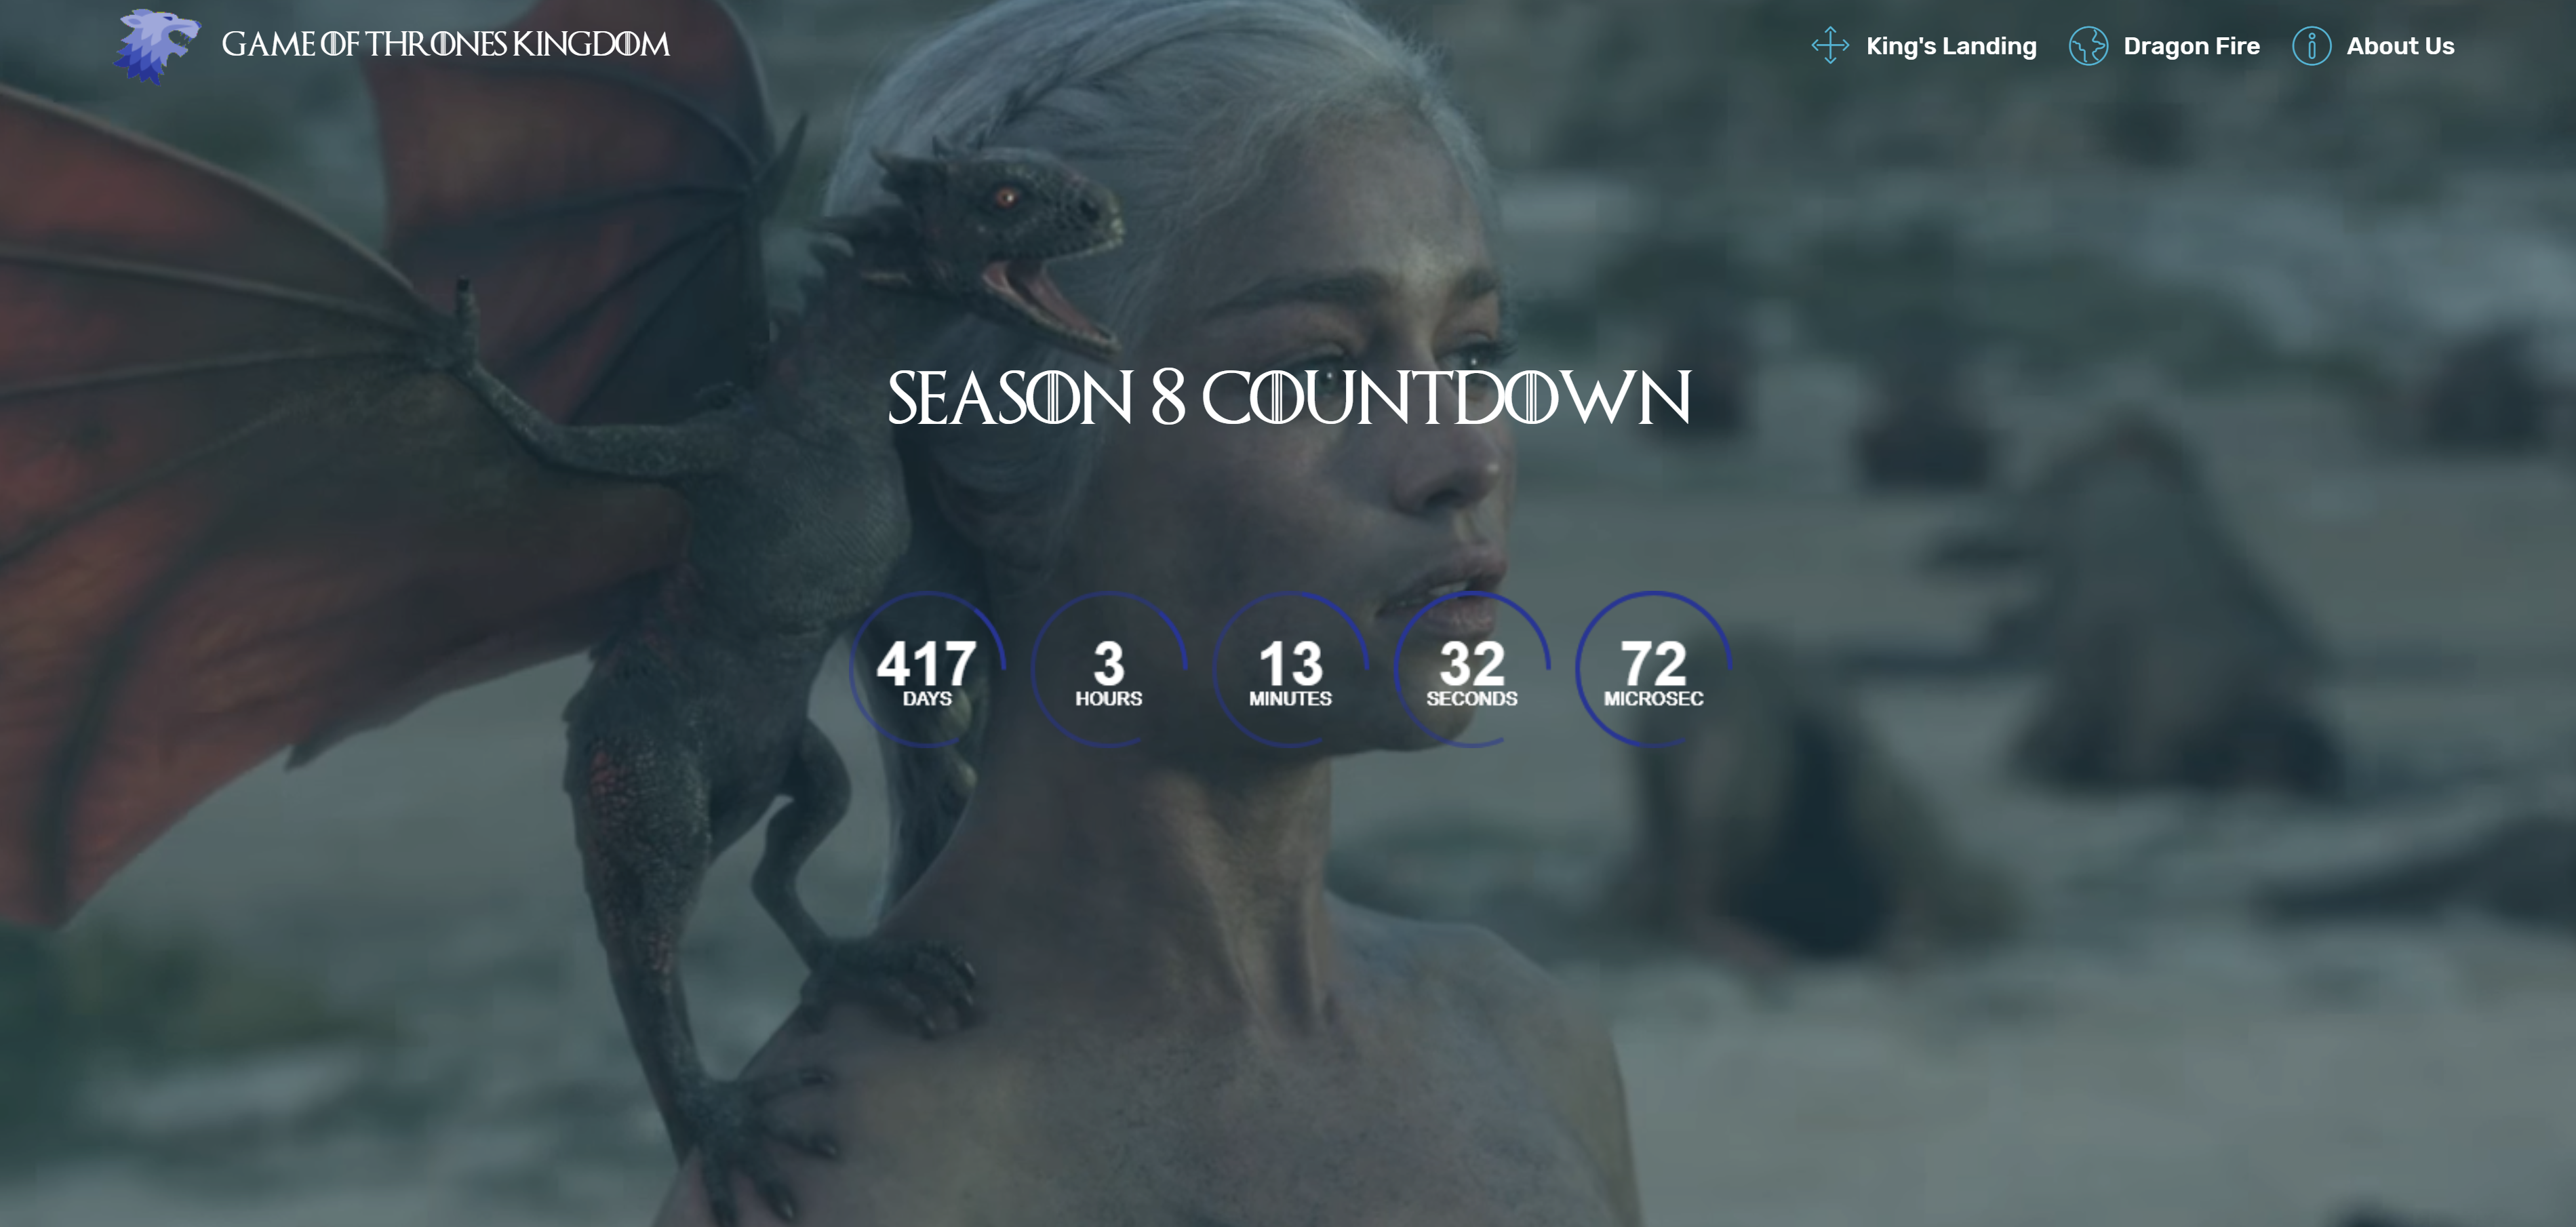 GAME OF THRONES KINGDOM
King's Landing
Dragon Fire
About Us
SEASON 8 COUNTDOWN
417
DAYS
3
HOURS
13
MINUTES
32
SECONDS
72
MICROSEC